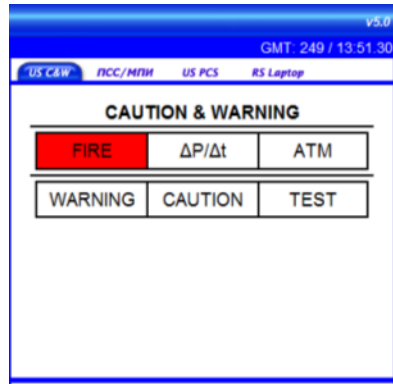 v5.0
GMT: 249 / 13:51.30
US C&W ПСС/МПИ US PCS RS Laptop
CAUTION & WARNING
FIRE ΔP/Δt ATM
WARNING CAUTION TEST